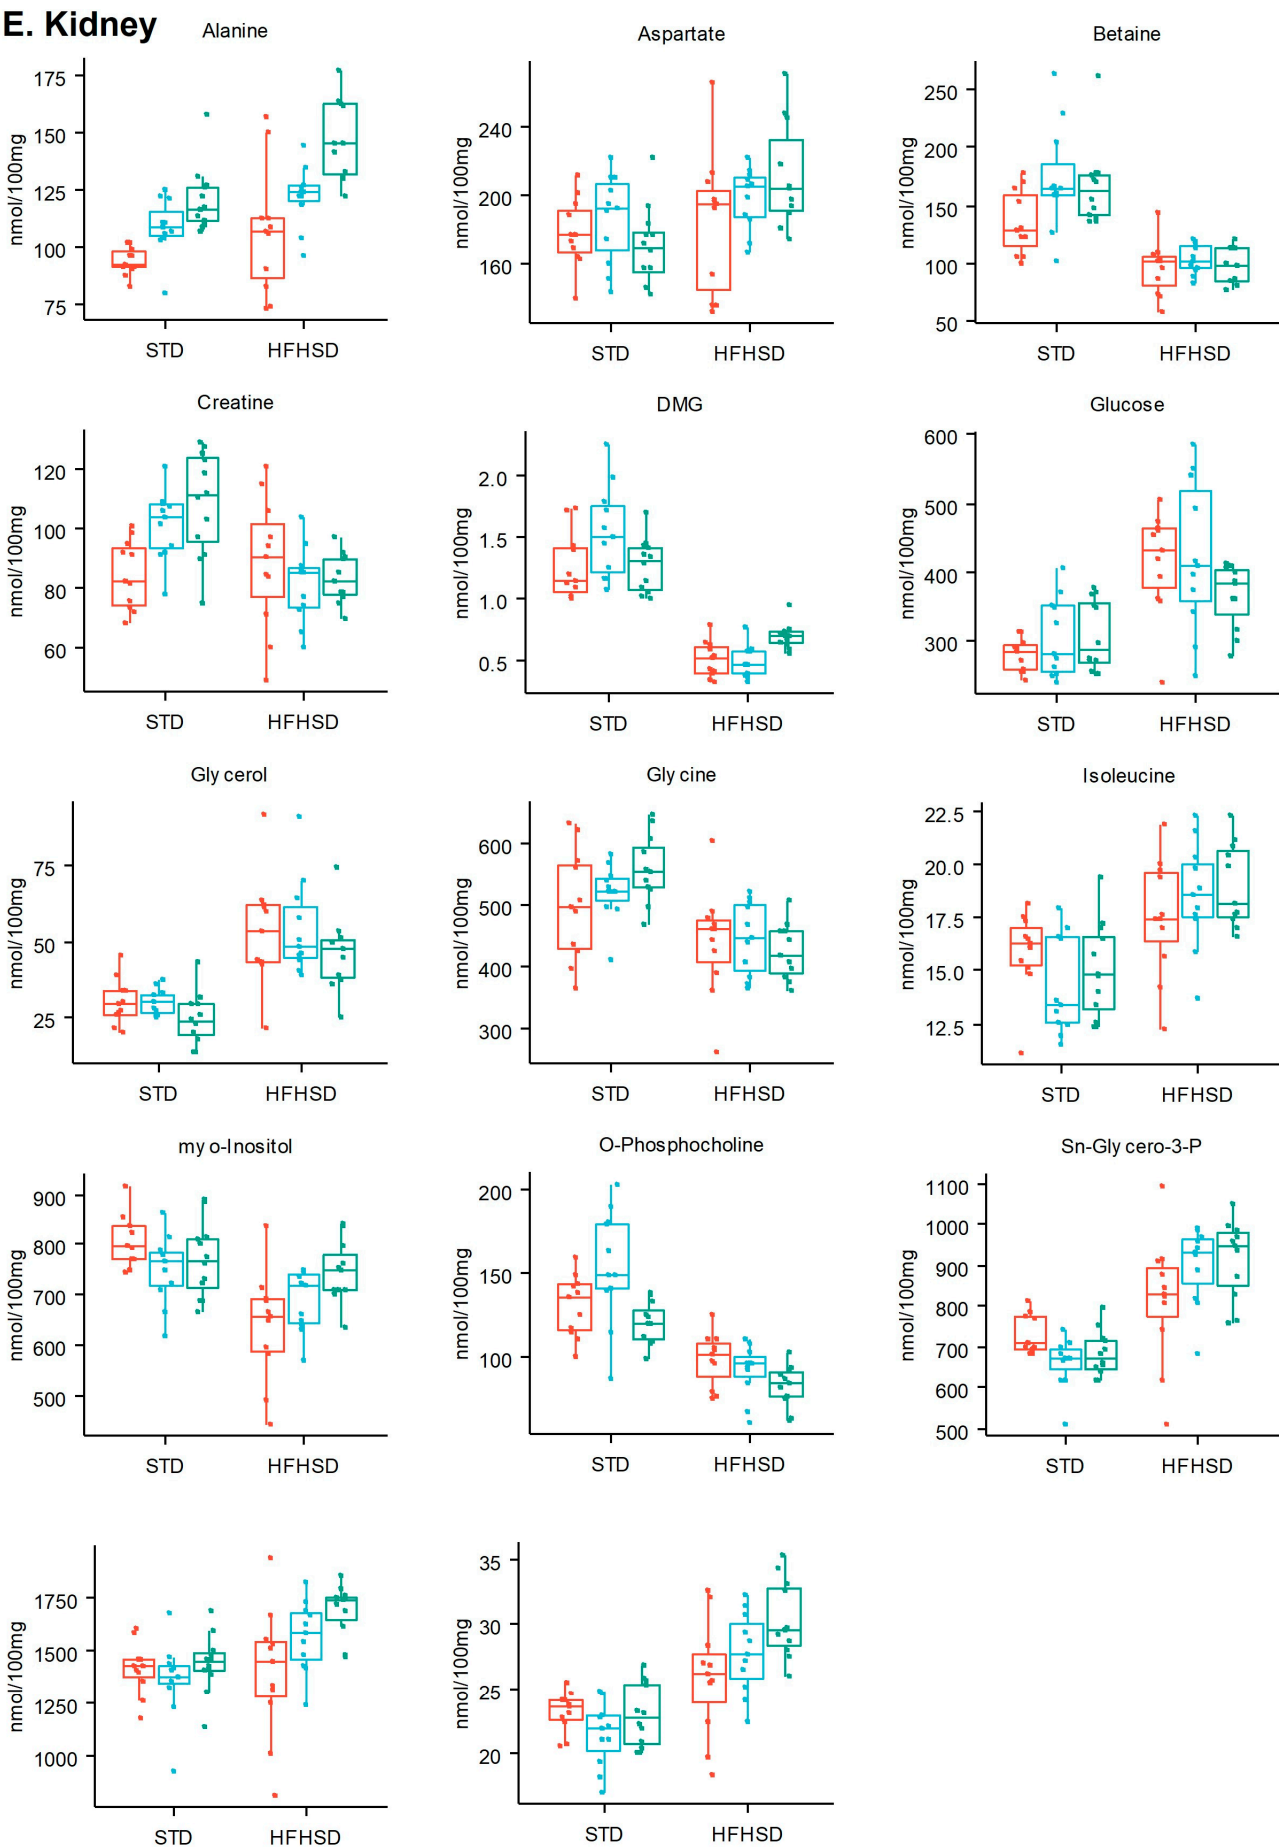 E. Kidney
Alanine
Aspartate
Betaine
nmol/100mg
175
150
125
100
75
STD
HFHSD
nmol/100mg
240
200
160
STD
HFHSD
nmol/100mg
250
200
150
100
50
STD
HFHSD
Creatine
DMG
Glucose
nmol/100mg
120
100
80
60
STD
HFHSD
nmol/100mg
2.0
1.5
1.0
0.5
STD
HFHSD
nmol/100mg
600
500
400
300
STD
HFHSD
Gly cerol
Gly cine
Isoleucine
nmol/100mg
75
50
25
STD
HFHSD
nmol/100mg
600
500
400
300
STD
HFHSD
nmol/100mg
22.5
20.0
17.5
15.0
12.5
STD
HFHSD
my o-Inositol
O-Phosphocholine
Sn-Gly cero-3-P
nmol/100mg
900
800
700
600
500
STD
HFHSD
nmol/100mg
200
150
100
STD
HFHSD
nmol/100mg
1100
1000
900
800
700
600
500
STD
HFHSD
nmol/100mg
1750
1500
1250
1000
STD
HFHSD
nmol/100mg
35
30
25
20
STD
HFHSD